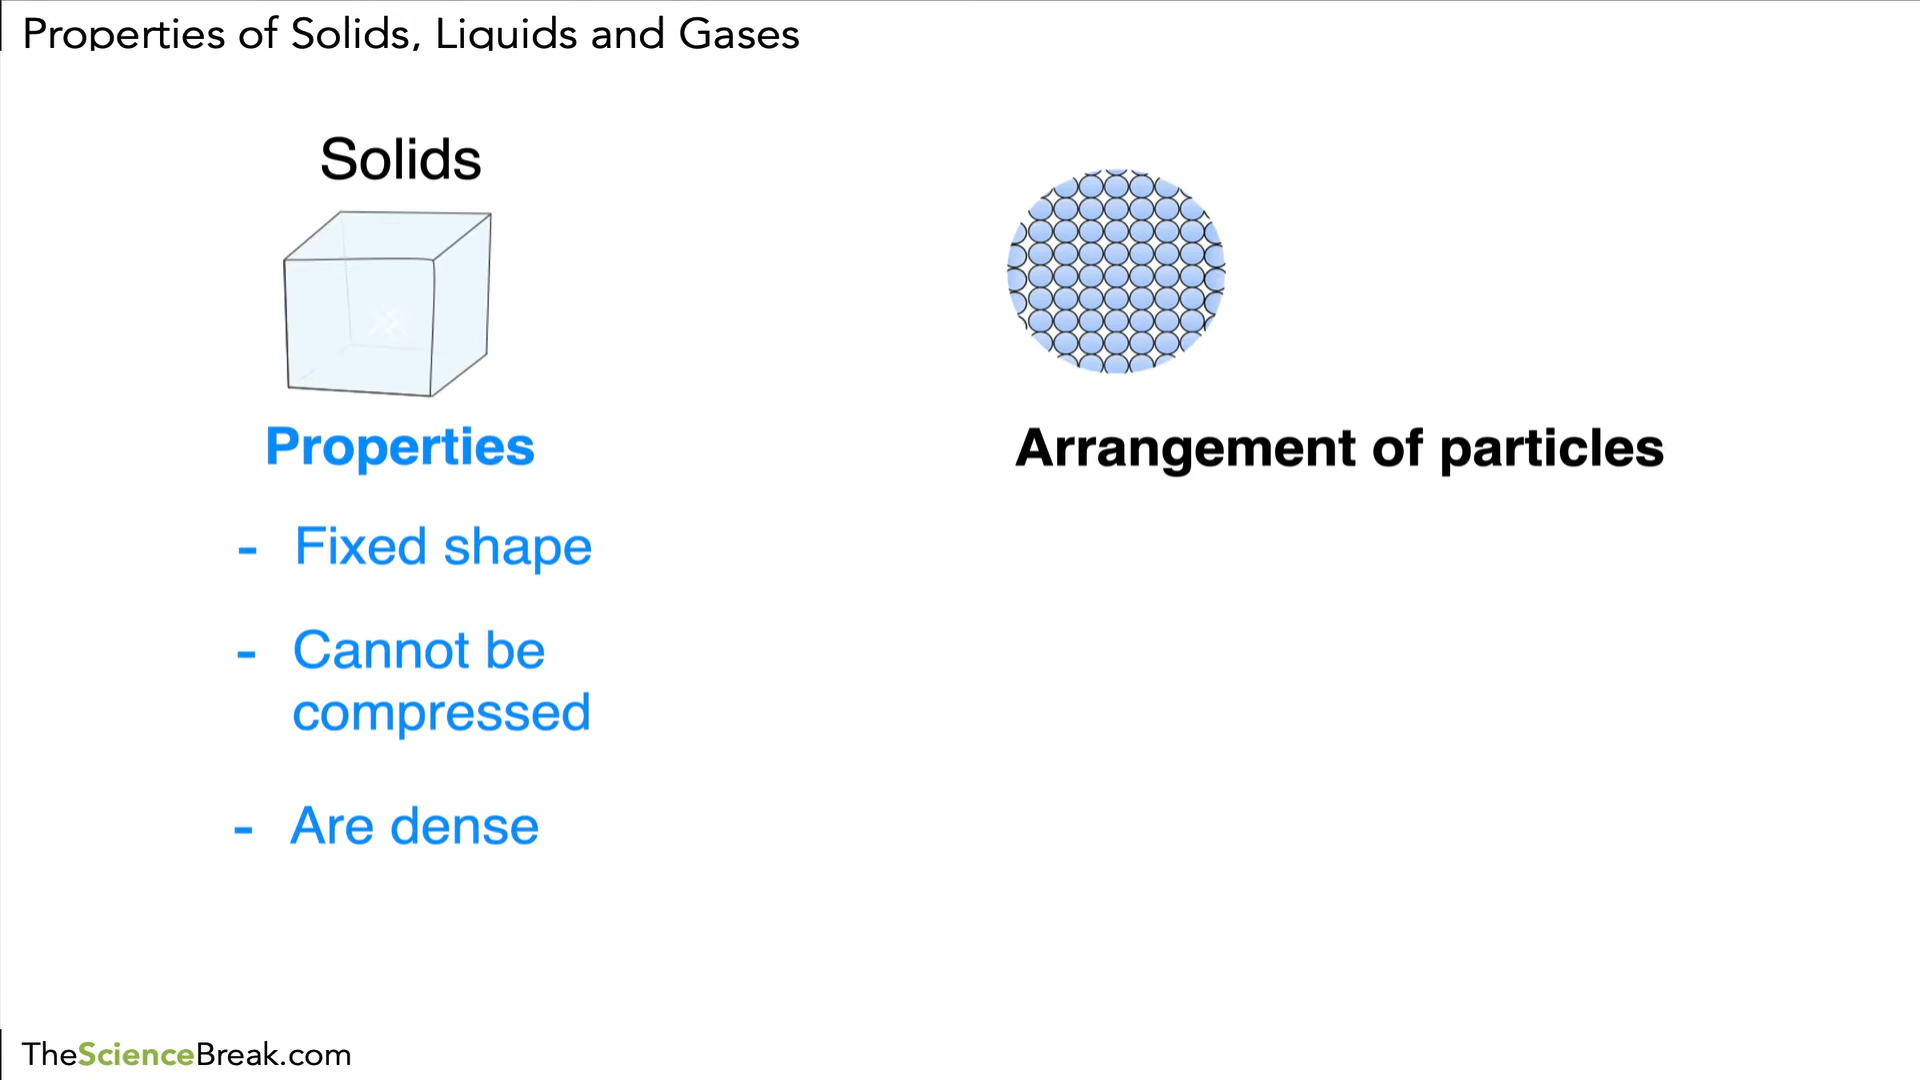 Properties of Solids, Liquids and Gases
Solids
Properties
- Fixed shape
- Cannot be
compressed
- Are dense
Arrangement of particles
TheScienceBreak.com